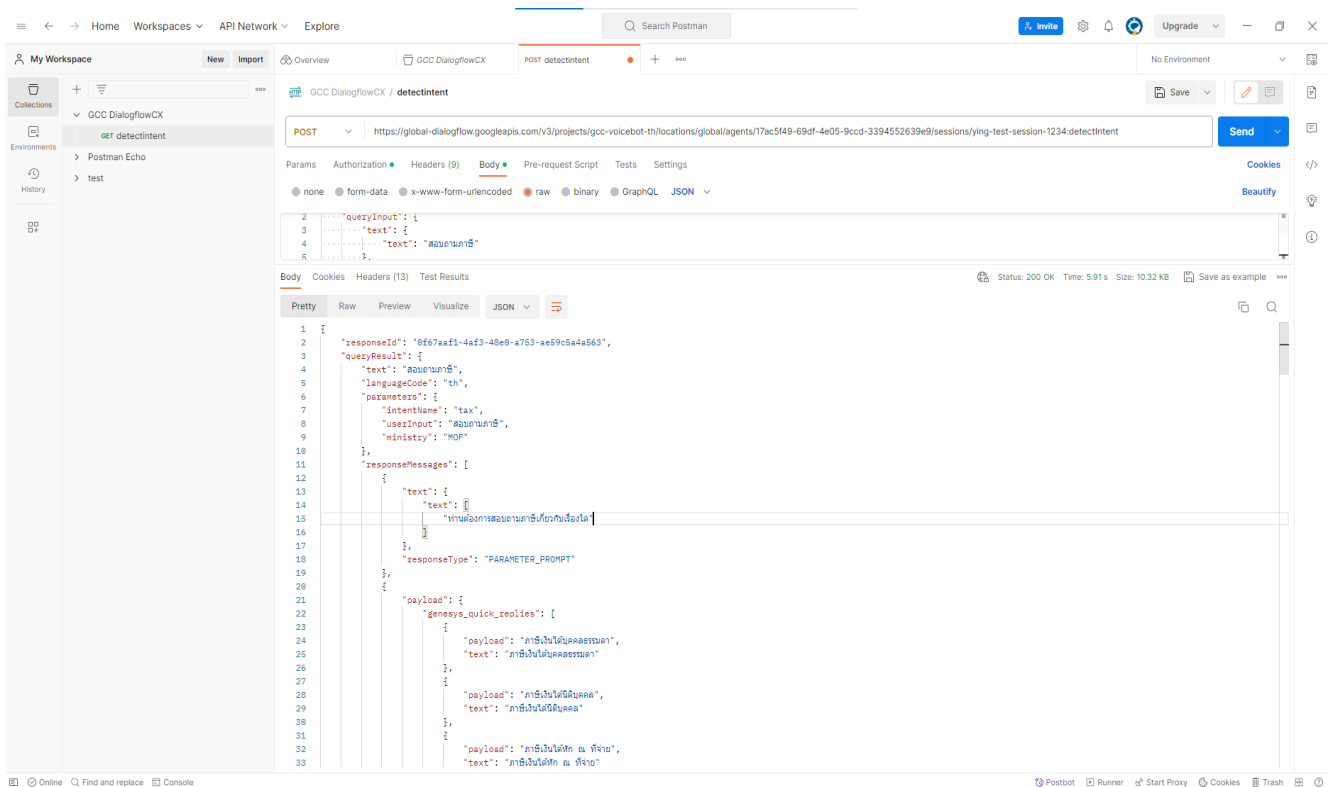 Home Workspaces API Network Explore Search Postman Invite Upgrade
My Workspace New Import Overview GCC DialogflowCX POST detectintent No Environment
Collections
Environments
History
GCC DialogflowCX
GET detectintent
Postman Echo
test
HTTP GCC DialogflowCX / detectintent Save
POST https://global-dialogflow.googleapis.com/v3/projects/gcc-voicebot-th/locations/global/agents/17ac5f49-69df-4e05-9ccd-3394552639e9/sessions/ying-test-session-1234:detectIntent Send
Params Authorization Headers (9) Body Pre-request Script Tests Settings Cookies
none form-data x-www-form-urlencoded raw binary GraphQL JSON Beautify
2 "queryInput": {
3 "text": {
4 "text": "สอบถามภาษี"
5 },
Body Cookies Headers (13) Test Results Status: 200 OK Time: 5.91 s Size: 10.32 KB Save as example
Pretty Raw Preview Visualize JSON
1 {
2 "responseId": "0f67aaf1-4af3-48e0-a753-ae59c5a4a563",
3 "queryResult": {
4 "text": "สอบถามภาษี",
5 "languageCode": "th",
6 "parameters": {
7 "intentName": "tax",
8 "userInput": "สอบถามภาษี",
9 "ministry": "MOF"
10 },
11 "responseMessages": [
12 {
13 "text": {
14 "text": [
15 "ท่านต้องการสอบถามภาษีเกี่ยวกับเรื่องใด"
16 ]
17 },
18 "responseType": "PARAMETER_PROMPT"
19 },
20 {
21 "payload": {
22 "genesys_quick_replies": [
23 {
24 "payload": "ภาษีเงินได้บุคคลธรรมดา",
25 "text": "ภาษีเงินได้บุคคลธรรมดา"
26 },
27 {
28 "payload": "ภาษีเงินได้นิติบุคคล",
29 "text": "ภาษีเงินได้นิติบุคคล"
30 },
31 {
32 "payload": "ภาษีเงินได้หัก ณ ที่จ่าย",
33 "text": "ภาษีเงินได้หัก ณ ที่จ่าย"
Online Find and replace Console Postbot Runner Start Proxy Cookies Trash